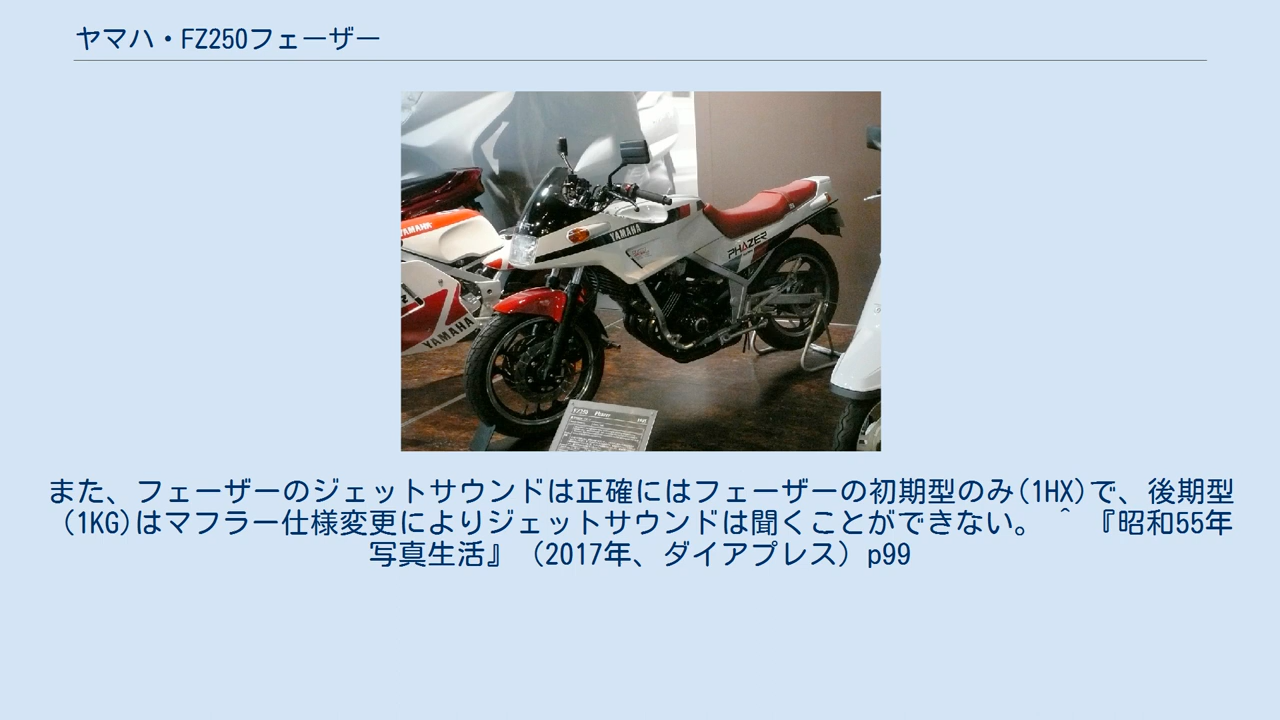 ヤマハ・FZ250フェーザー
YAMAHA
YAMAHA
PHAZER
YAMAHA
FZ250 Phazer
また、フェーザーのジェットサウンドは正確にはフェーザーの初期型のみ(1HX)で、後期型
(1KG)はマフラー仕様変更によりジェットサウンドは聞くことができない。 ^ 『昭和55年
写真生活』（2017年、ダイアプレス）p99